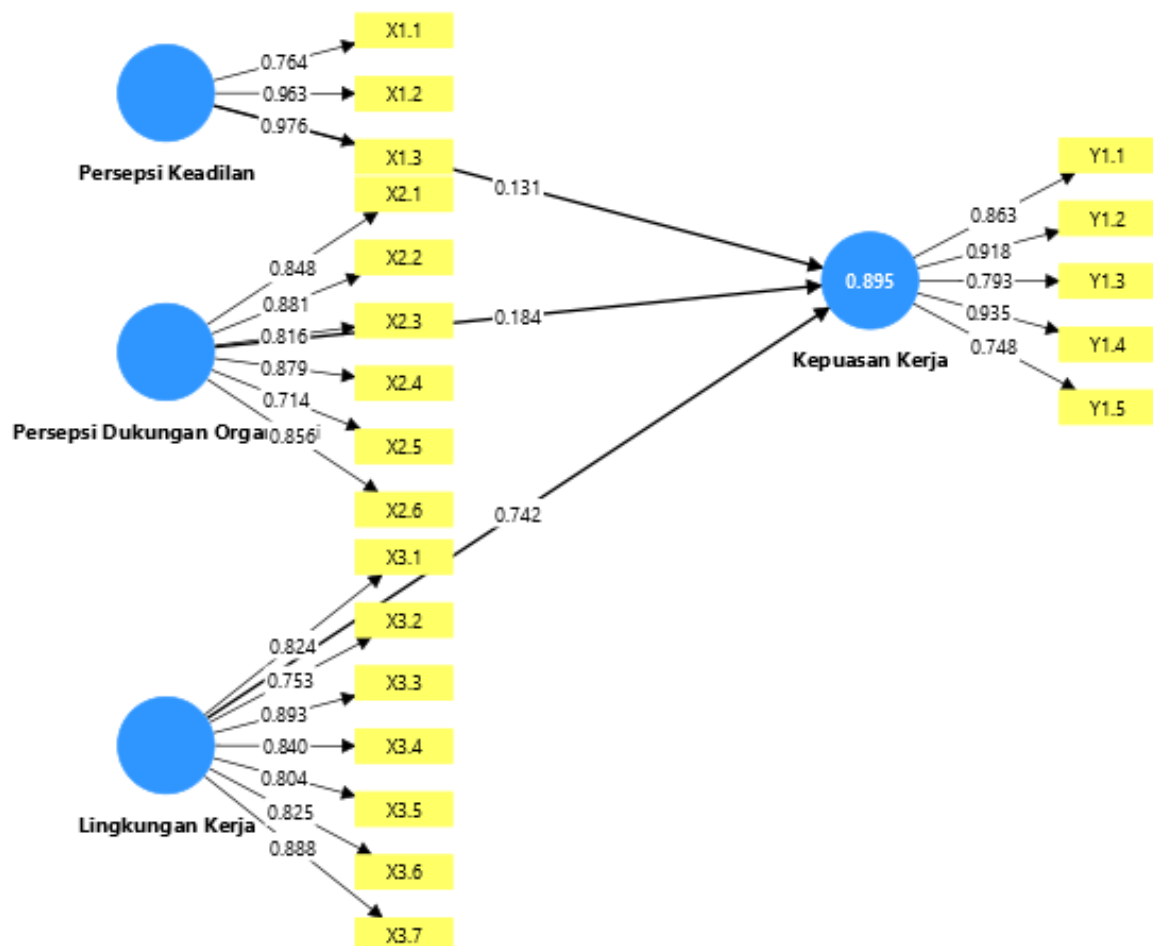 X1.1
0.764
X1.2
0.963
0.976
X1.3
Persepsi Keadilan
X2.1
0.131
X2.2
0.848
0.881
X2.3
0.816
0.184
0.879
X2.4
0.714
Persepsi Dukungan
0.856
X2.5
X2.6
Y1.1
0.863
Y1.2
0.918
0.895
0.793
Y1.3
0.935
0.748
Y1.4
Kepuasan Kerja
Y1.5
0.742
X3.1
X3.2
0.824
0.753
X3.3
0.893
0.840
X3.4
0.804
X3.5
0.825
Lingkungan Kerja
0.888
X3.6
X3.7